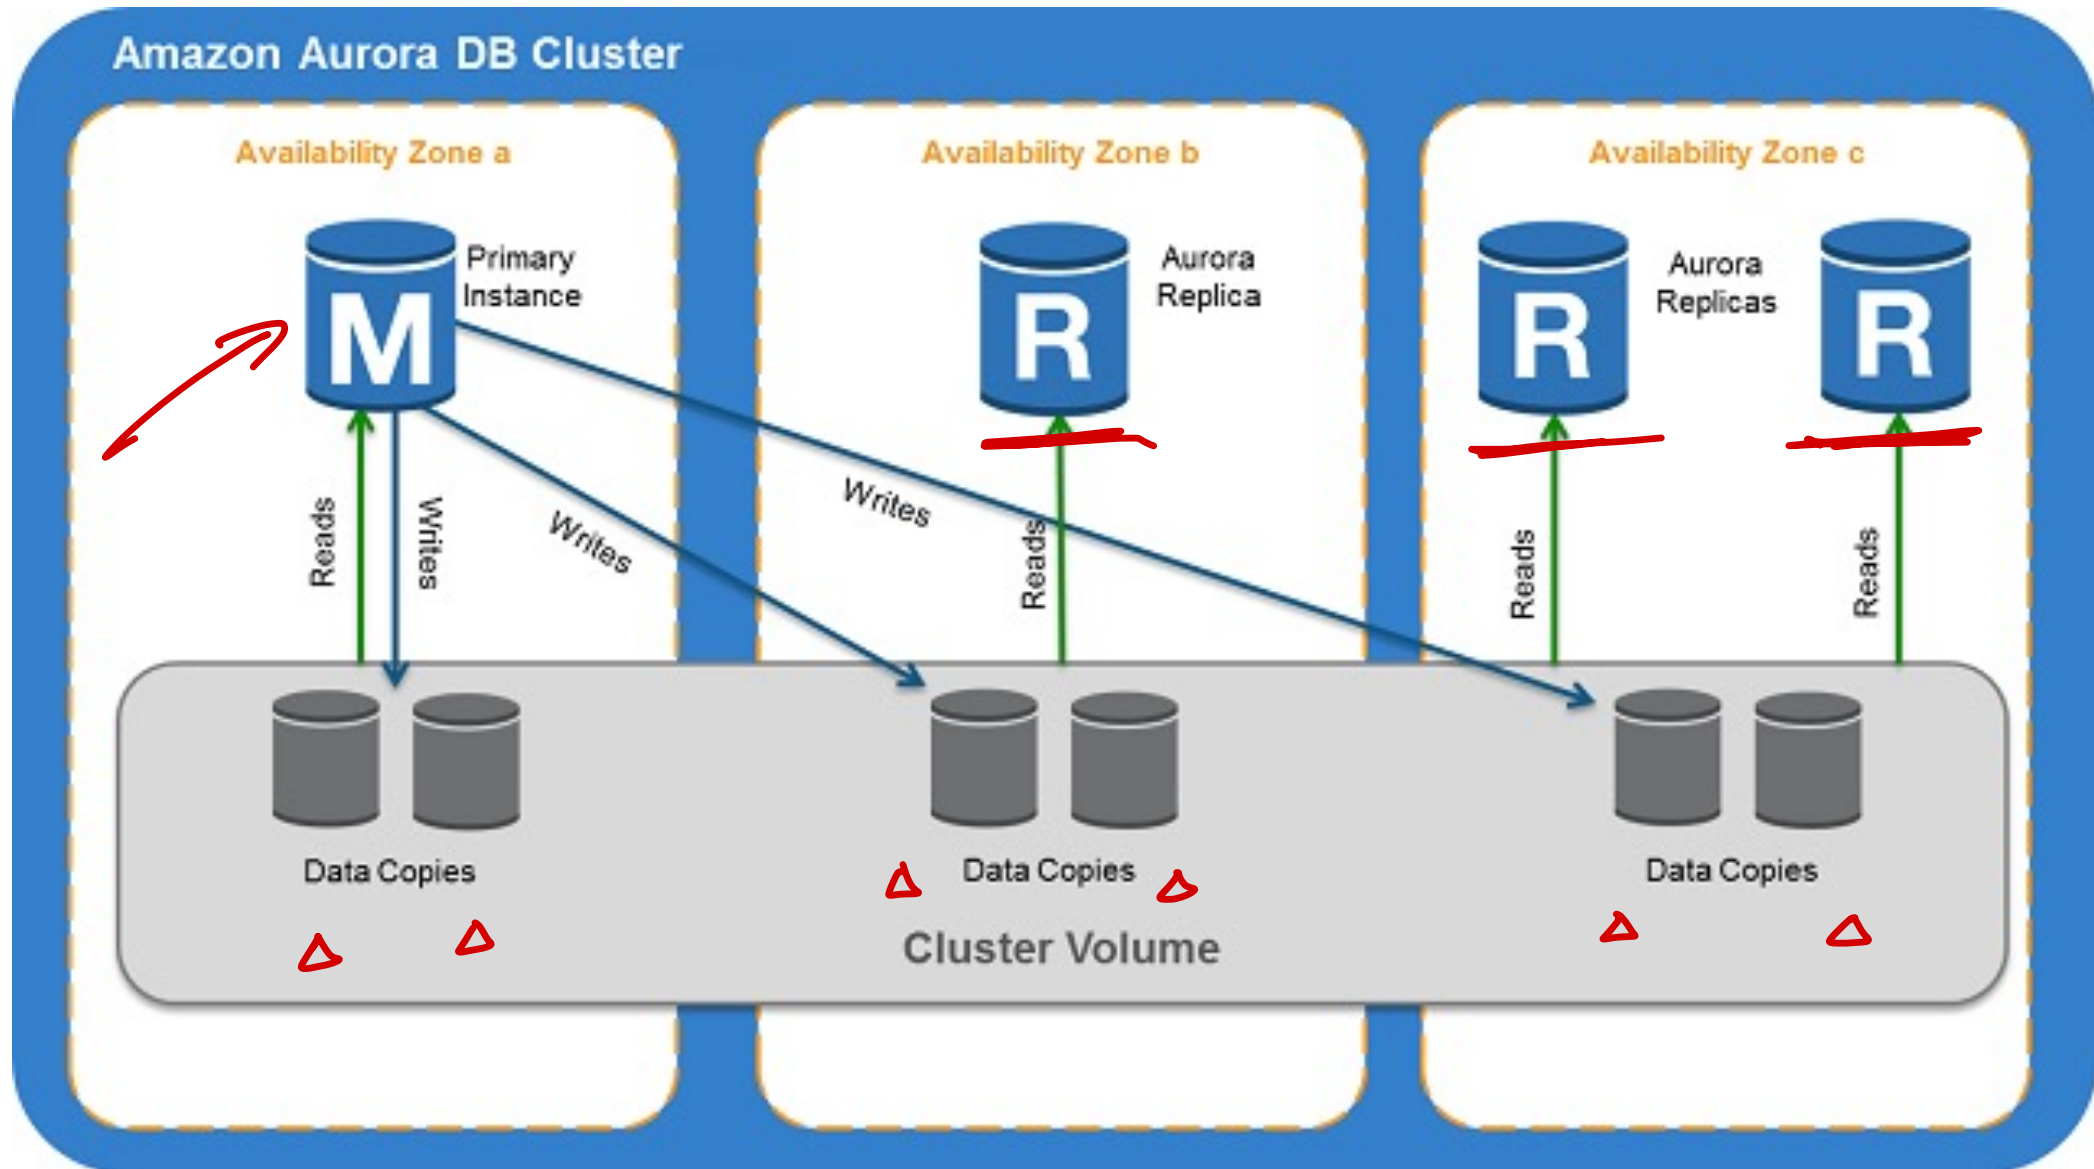 Amazon Aurora DB Cluster
Availability Zone a
Availability Zone b
Availability Zone c
M
Primary
Instance
R
Aurora
Replica
R
Aurora
Replicas
R
Reads
Writes
Writes
Writes
Reads
Reads
Reads
Data Copies
Data Copies
Data Copies
Cluster Volume